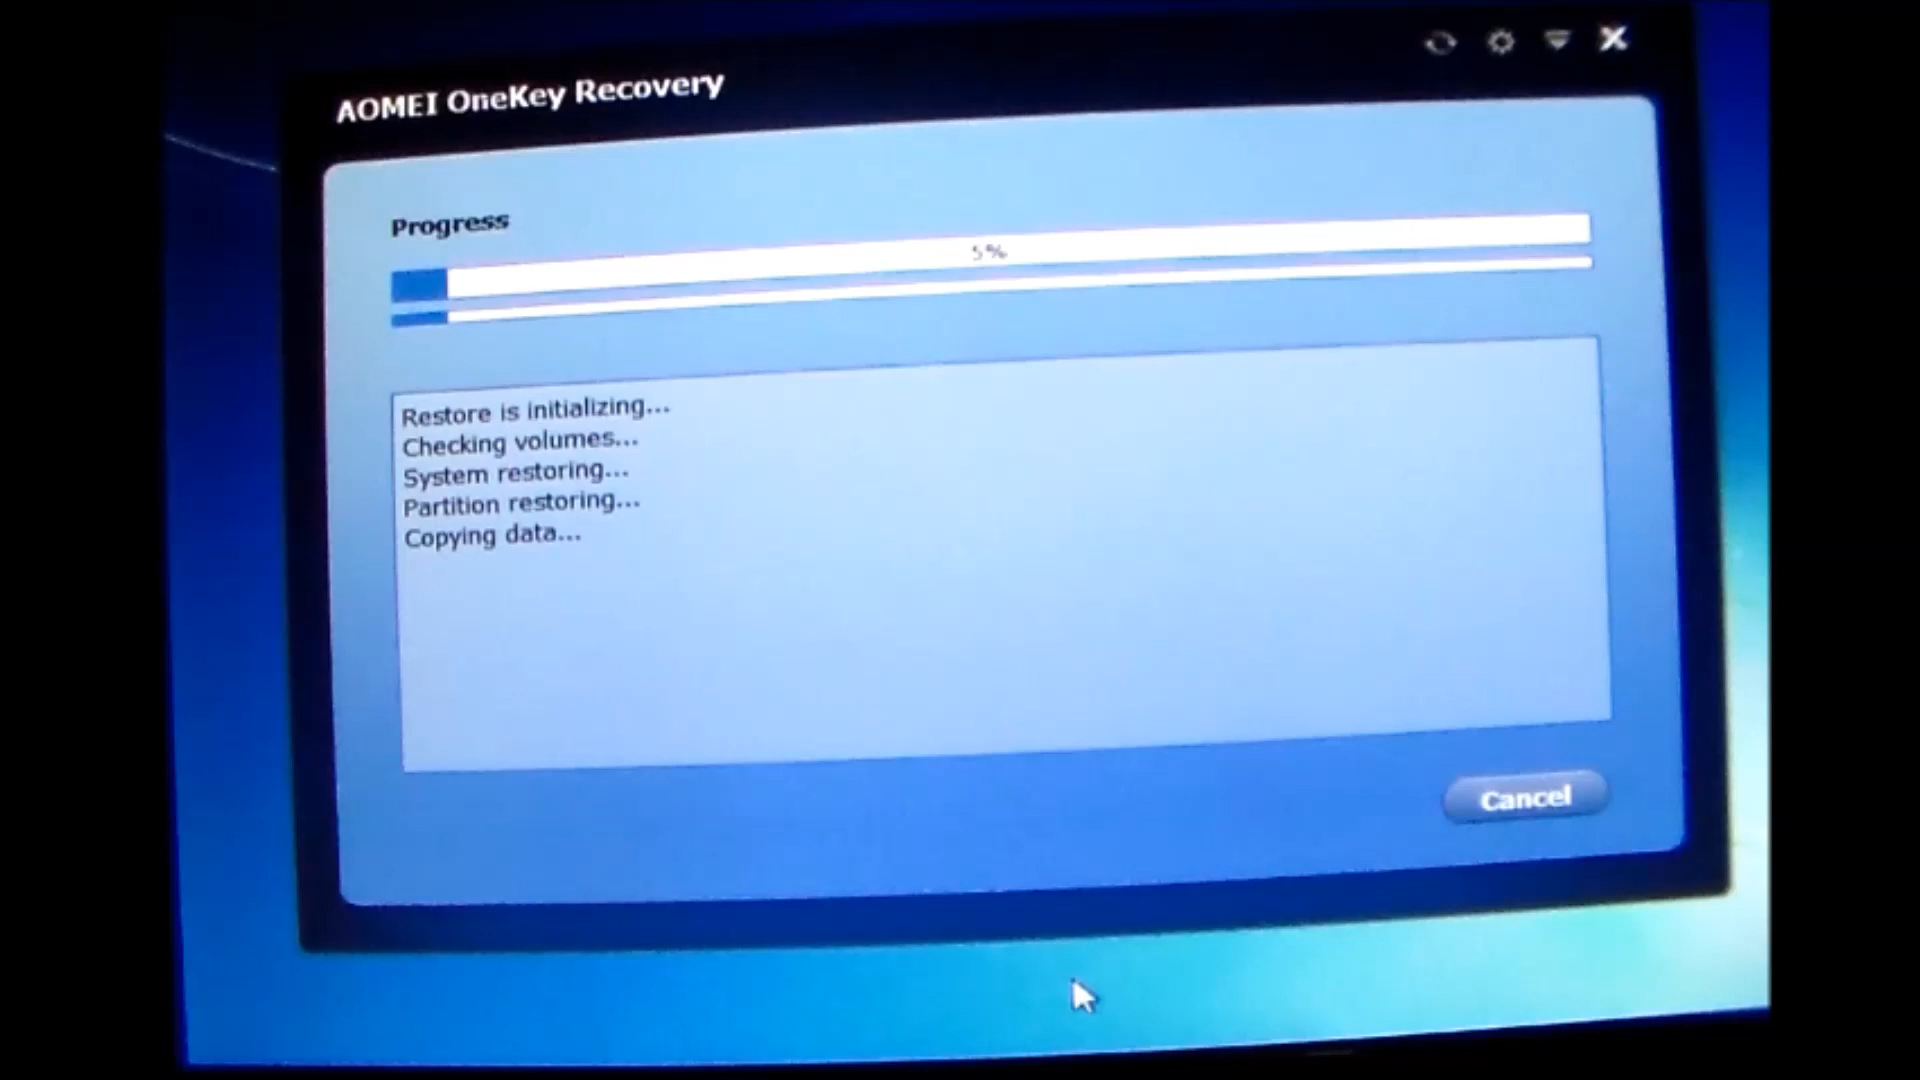 AOMEI OneKey Recovery
Progress
5%
Restore is initializing...
Checking volumes...
System restoring...
Partition restoring...
Copying data...
Cancel